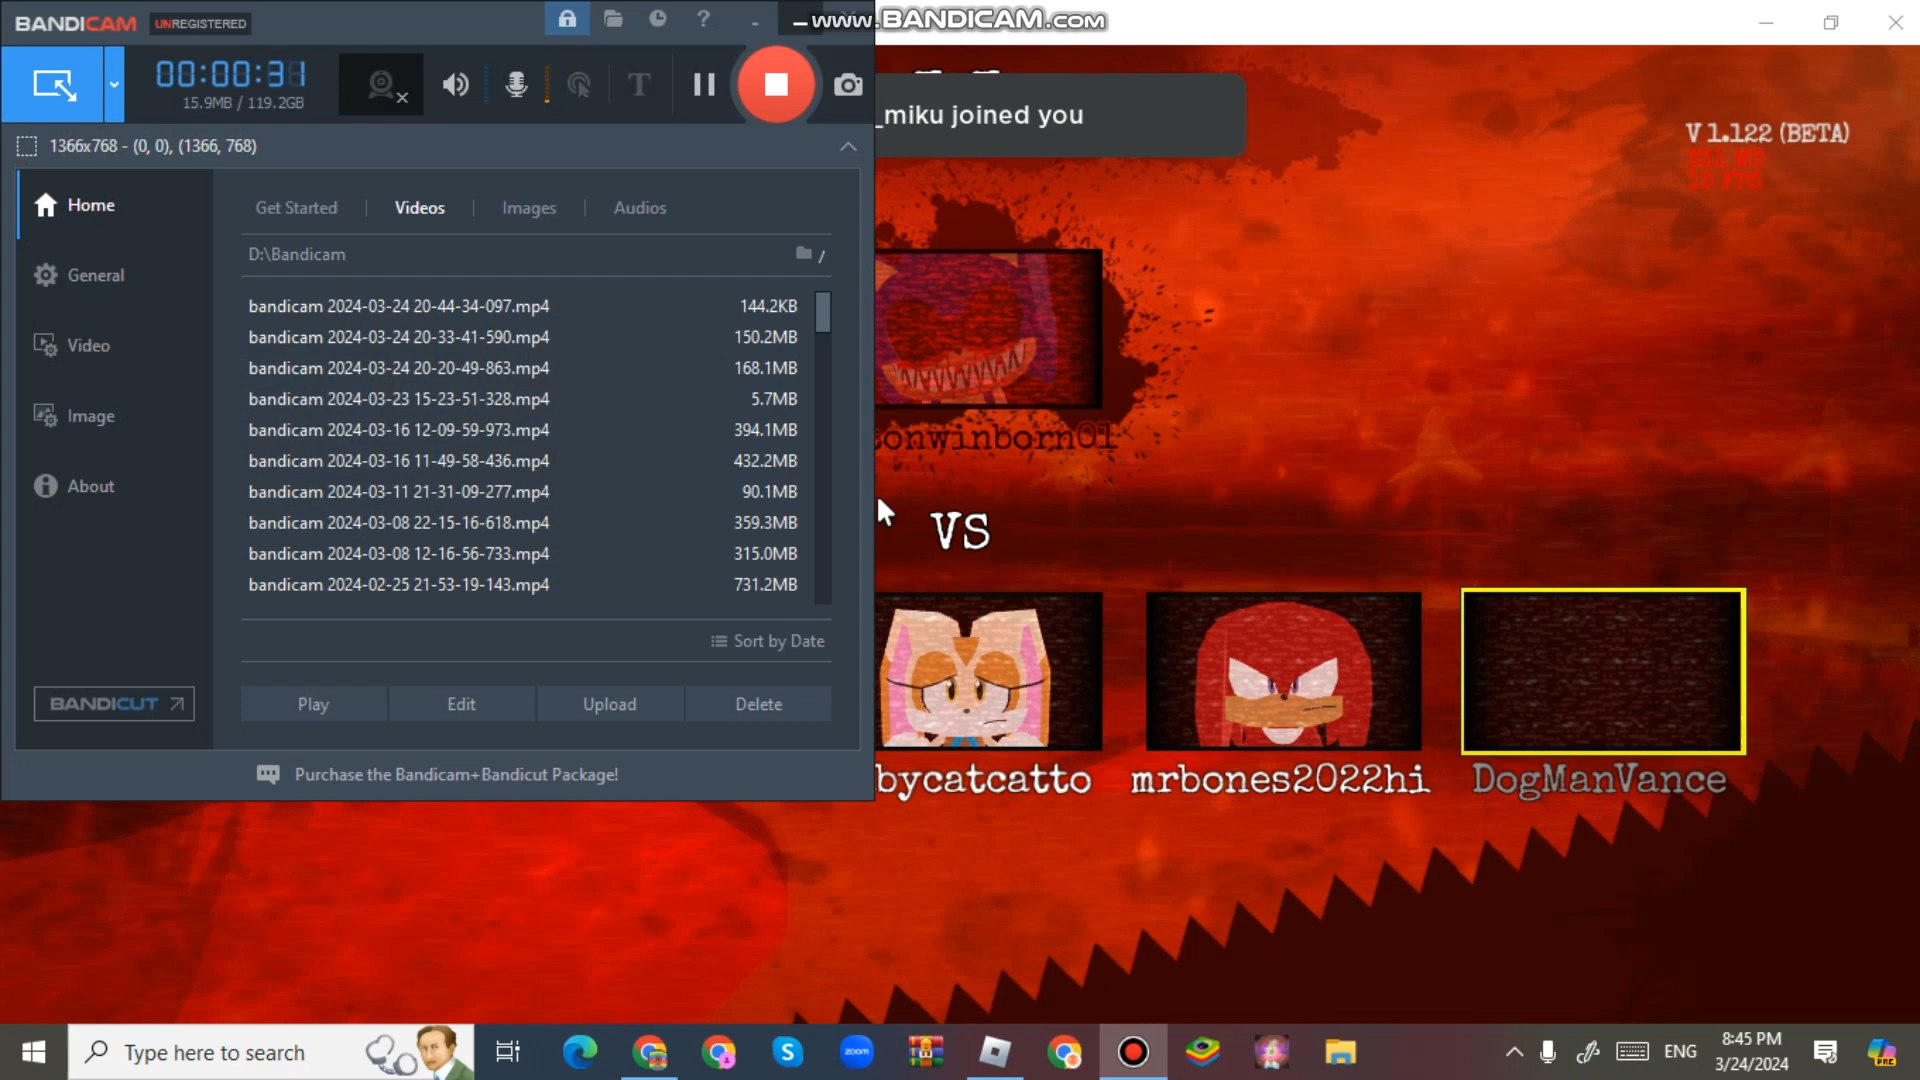 BANDICAM UNREGISTERED
www.BANDICAM.com
00:00:31
15.9MB / 119.2GB
1366x768 - (0, 0), (1366, 768)
_miku joined you
V 1.122 (BETA)
Home
General
Video
Image
About
BANDICUT
Get Started
Videos
Images
Audios
D:\Bandicam
bandicam 2024-03-24 20-44-34-097.mp4 144.2KB
bandicam 2024-03-24 20-33-41-590.mp4 150.2MB
bandicam 2024-03-24 20-20-49-863.mp4 168.1MB
bandicam 2024-03-23 15-23-51-328.mp4 5.7MB
bandicam 2024-03-16 12-09-59-973.mp4 394.1MB
bandicam 2024-03-16 11-49-58-436.mp4 432.2MB
bandicam 2024-03-11 21-31-09-277.mp4 90.1MB
bandicam 2024-03-08 22-15-16-618.mp4 359.3MB
bandicam 2024-03-08 12-16-56-733.mp4 315.0MB
bandicam 2024-02-25 21-53-19-143.mp4 731.2MB
Sort by Date
Play
Edit
Upload
Delete
Purchase the Bandicam+Bandicut Package!
onwinborn01
VS
bycatcatto
mrbones2022hi
DogManVance
Type here to search
zoom
ENG
8:45 PM
3/24/2024
PRE